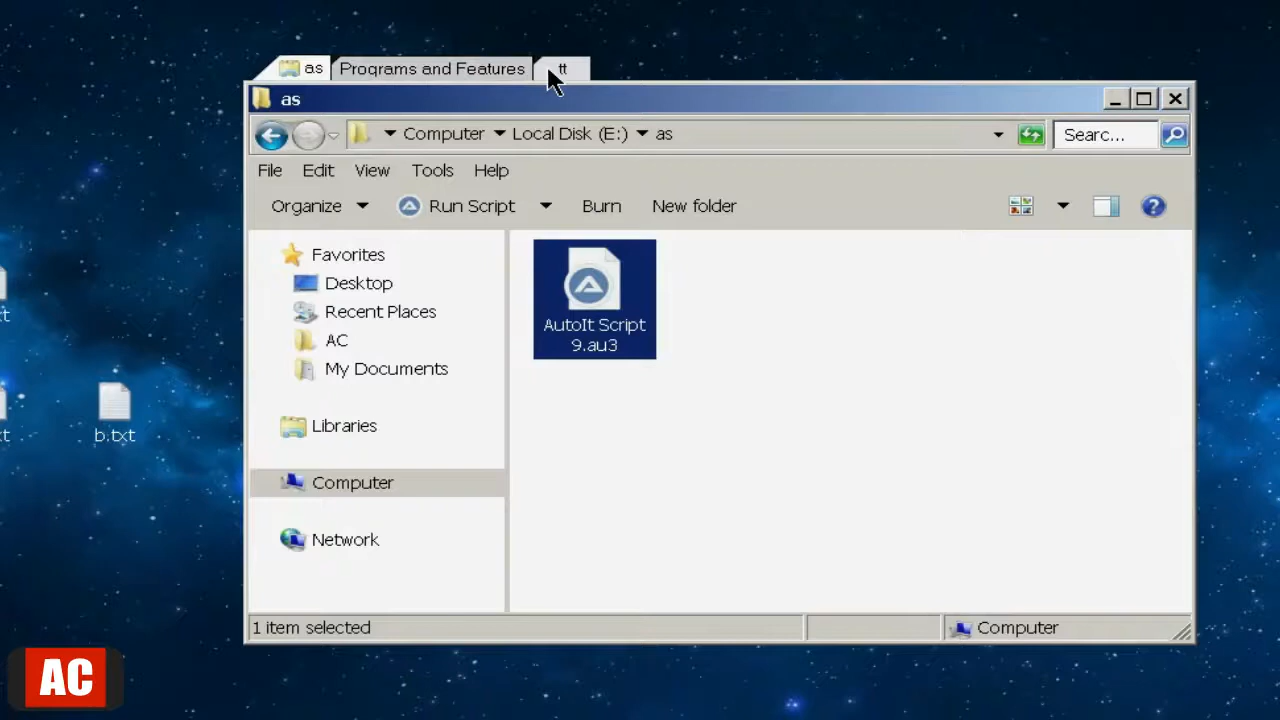 as
Programs and Features
tt
as
Computer
Local Disk (E:)
as
Searc...
File Edit View Tools Help
Organize
Run Script
Burn
New folder
Favorites
Desktop
Recent Places
AC
My Documents
Libraries
Computer
Network
AutoIt Script
9.au3
b.txt
1 item selected
Computer
AC